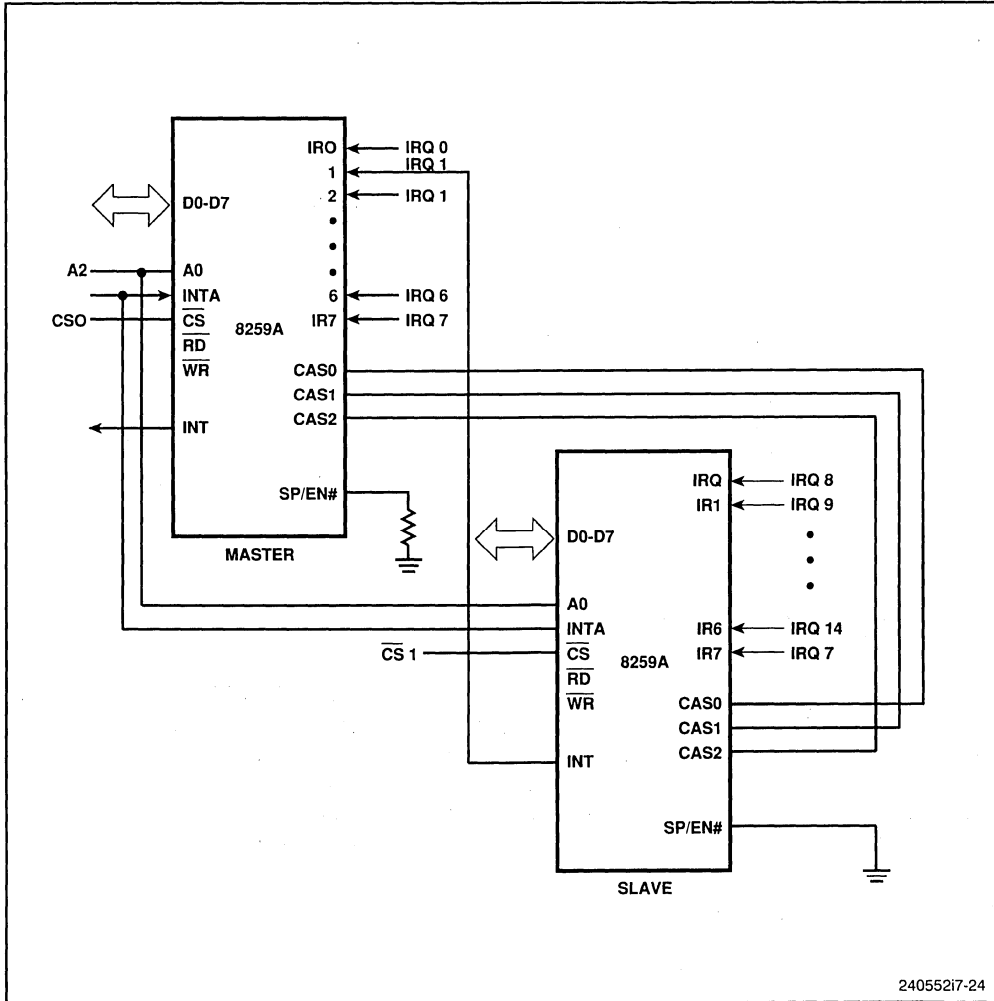 IRO
IRQ 0
IRQ 1
1
2
IRQ 1
D0-D7
A2
A0
INTA
6
IRQ 6
CSO
CS
8259A
IR7
IRQ 7
RD
WR
CAS0
CAS1
CAS2
INT
SP/EN#
MASTER
IRQ
IRQ 8
IR1
IRQ 9
D0-D7
A0
INTA
IR6
IRQ 14
CS 1
CS
8259A
IR7
IRQ 7
RD
WR
CAS0
CAS1
CAS2
INT
SP/EN#
SLAVE
240552i7-24